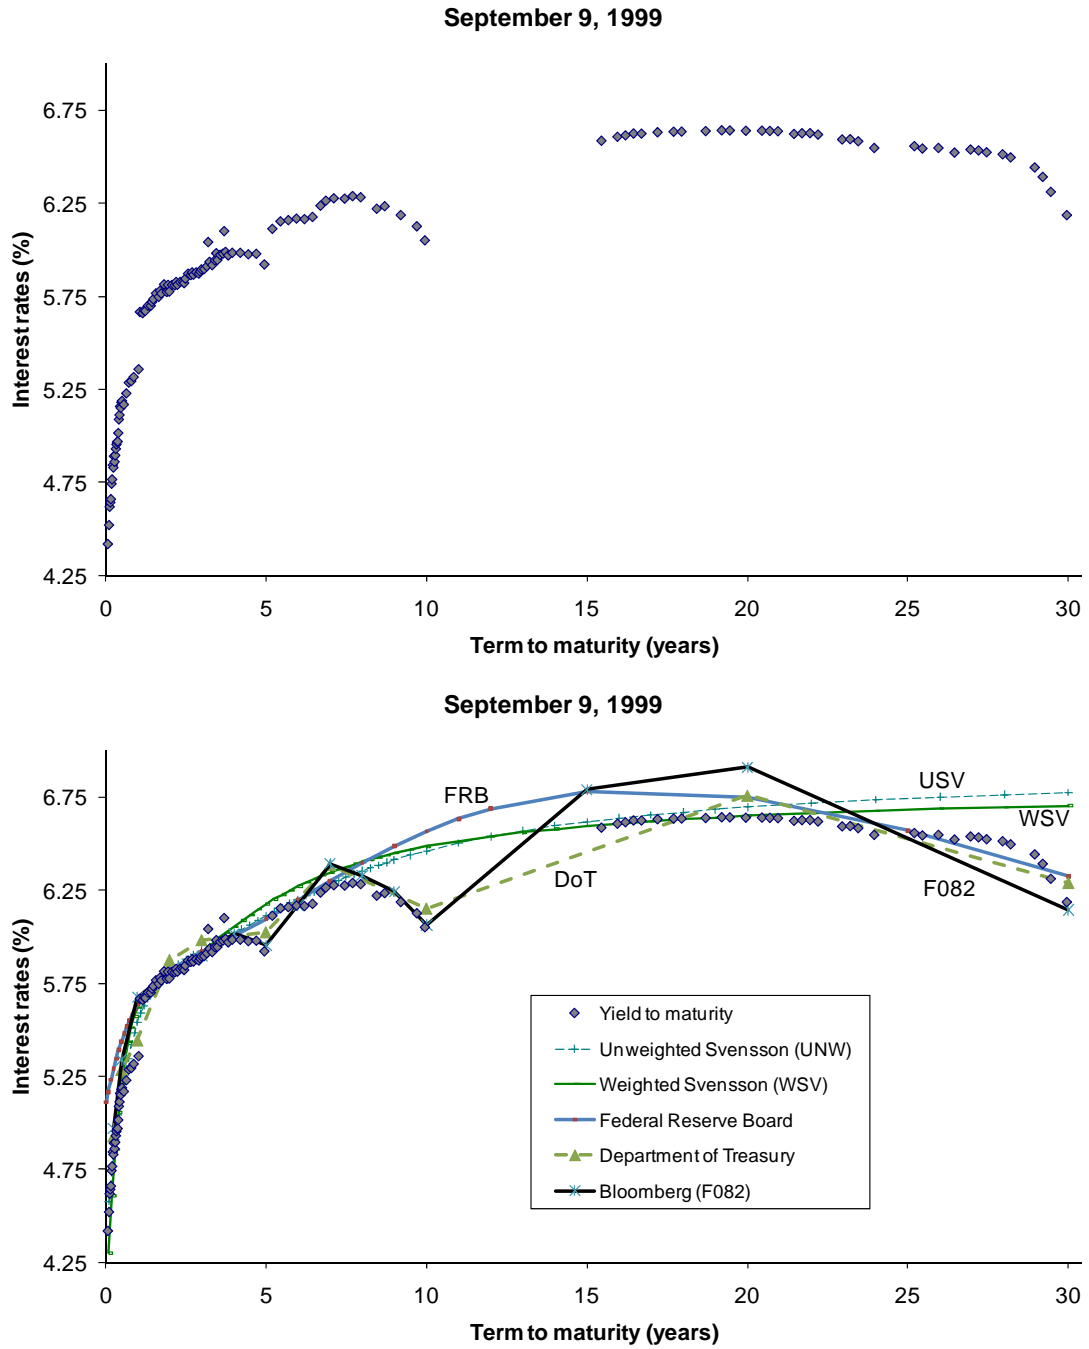 September 9, 1999
6.75
6.25
5.75
5.25
4.75
4.25
Interest rates (%)
0 5 10 15 20 25 30
Term to maturity (years)
September 9, 1999
6.75
6.25
5.75
5.25
4.75
4.25
Interest rates (%)
FRB
USV
WSV
DoT
F082
Yield to maturity
Unweighted Svensson (UNW)
Weighted Svensson (WSV)
Federal Reserve Board
Department of Treasury
Bloomberg (F082)
0 5 10 15 20 25 30
Term to maturity (years)